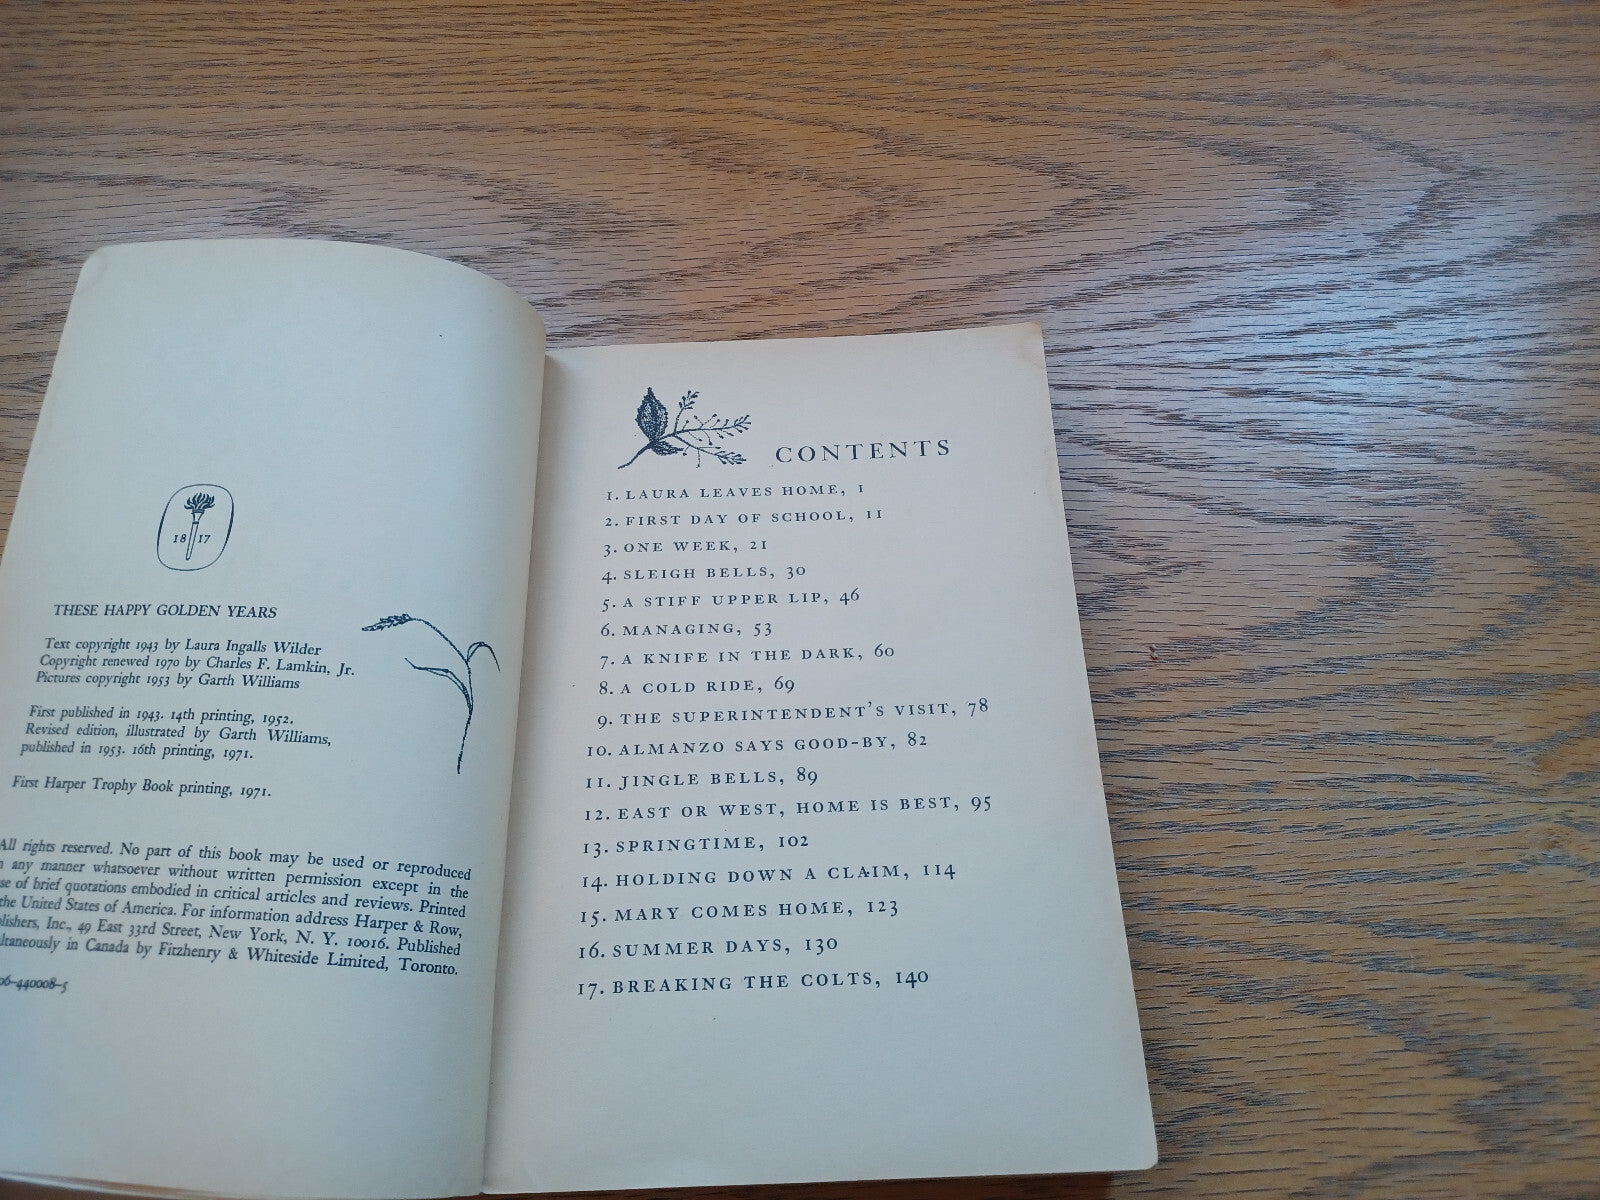 18 17
THESE HAPPY GOLDEN YEARS
Text copyright 1943 by Laura Ingalls Wilder
Copyright renewed 1970 by Charles F. Lamkin, Jr.
Pictures copyright 1953 by Garth Williams
First published in 1943. 14th printing, 1952.
Revised edition, illustrated by Garth Williams,
published in 1953. 16th printing, 1971.
First Harper Trophy Book printing, 1971.
All rights reserved. No part of this book may be used or reproduced
any manner whatsoever without written permission except in the
of brief quotations embodied in critical articles and reviews. Printed
the United States of America. For information address Harper & Row,
Inc., 49 East 33rd Street, New York, N. Y. 10016. Published
in Canada by Fitzhenry & Whiteside Limited, Toronto.
06-440008-5
CONTENTS
1. LAURA LEAVES HOME, 1
2. FIRST DAY OF SCHOOL, 11
3. ONE WEEK, 21
4. SLEIGH BELLS, 30
5. A STIFF UPPER LIP, 46
6. MANAGING, 53
7. A KNIFE IN THE DARK, 60
8. A COLD RIDE, 69
9. THE SUPERINTENDENT'S VISIT, 78
10. ALMANZO SAYS GOOD-BY, 82
11. JINGLE BELLS, 89
12. EAST OR WEST, HOME IS BEST, 95
13. SPRINGTIME, 102
14. HOLDING DOWN A CLAIM, 114
15. MARY COMES HOME, 123
16. SUMMER DAYS, 130
17. BREAKING THE COLTS, 140